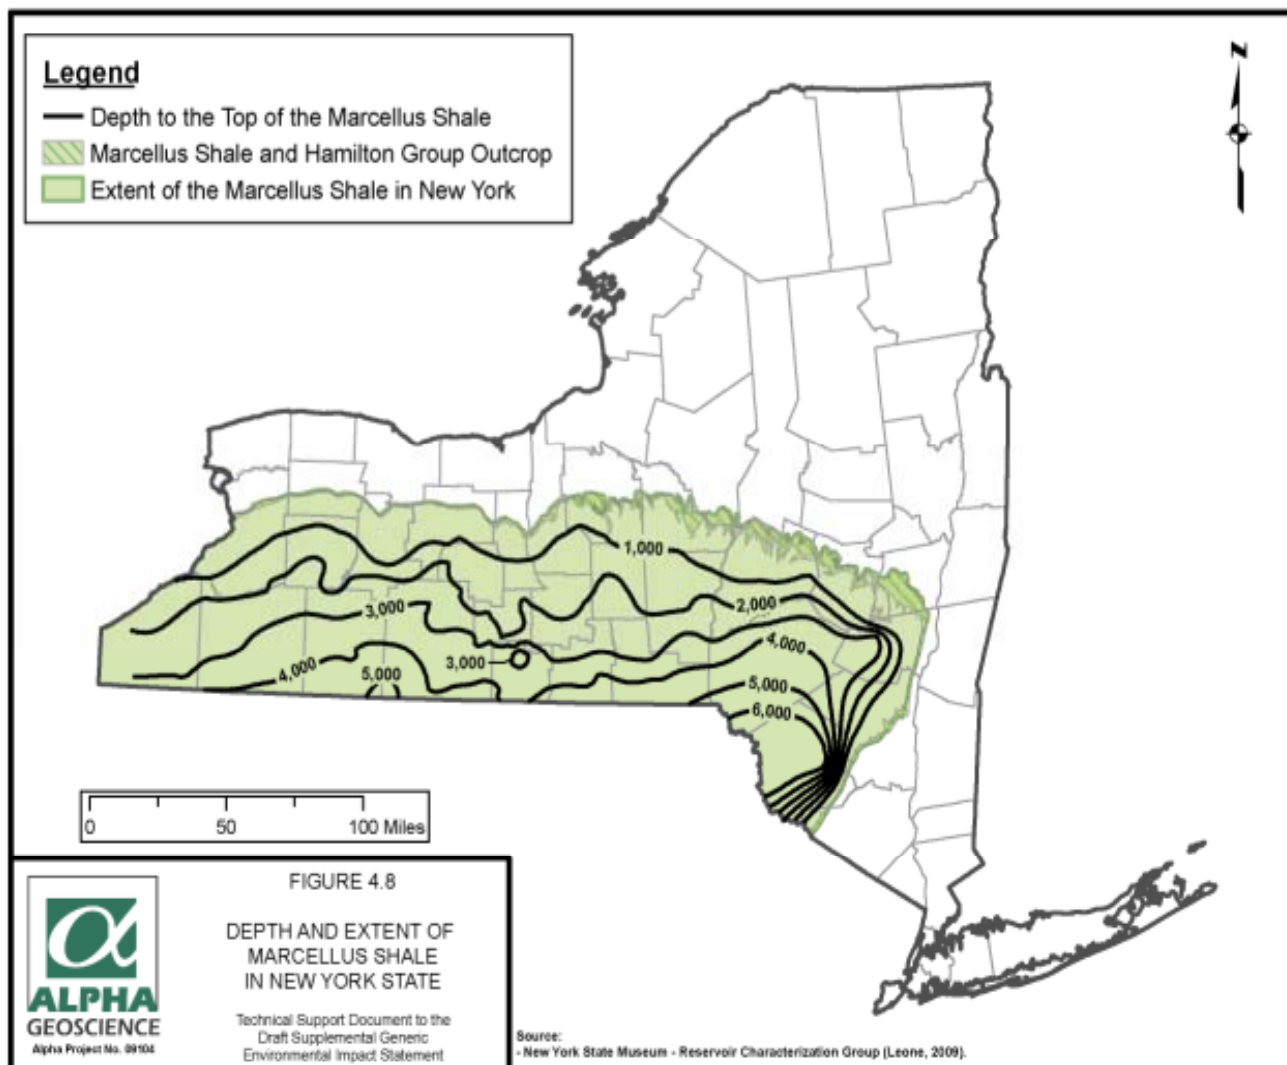 Legend
Depth to the Top of the Marcellus Shale
Marcellus Shale and Hamilton Group Outcrop
Extent of the Marcellus Shale in New York
N
1,000
2,000
3,000
4,000
3,000
4,000
5,000
5,000
6,000
0 50 100 Miles
FIGURE 4.8
DEPTH AND EXTENT OF
MARCELLUS SHALE
IN NEW YORK STATE
Technical Support Document to the
Draft Supplemental Generic
Environmental Impact Statement
α
ALPHA
GEOSCIENCE
Alpha Project No. 09104
Source:
- New York State Museum - Reservoir Characterization Group (Leone, 2009).